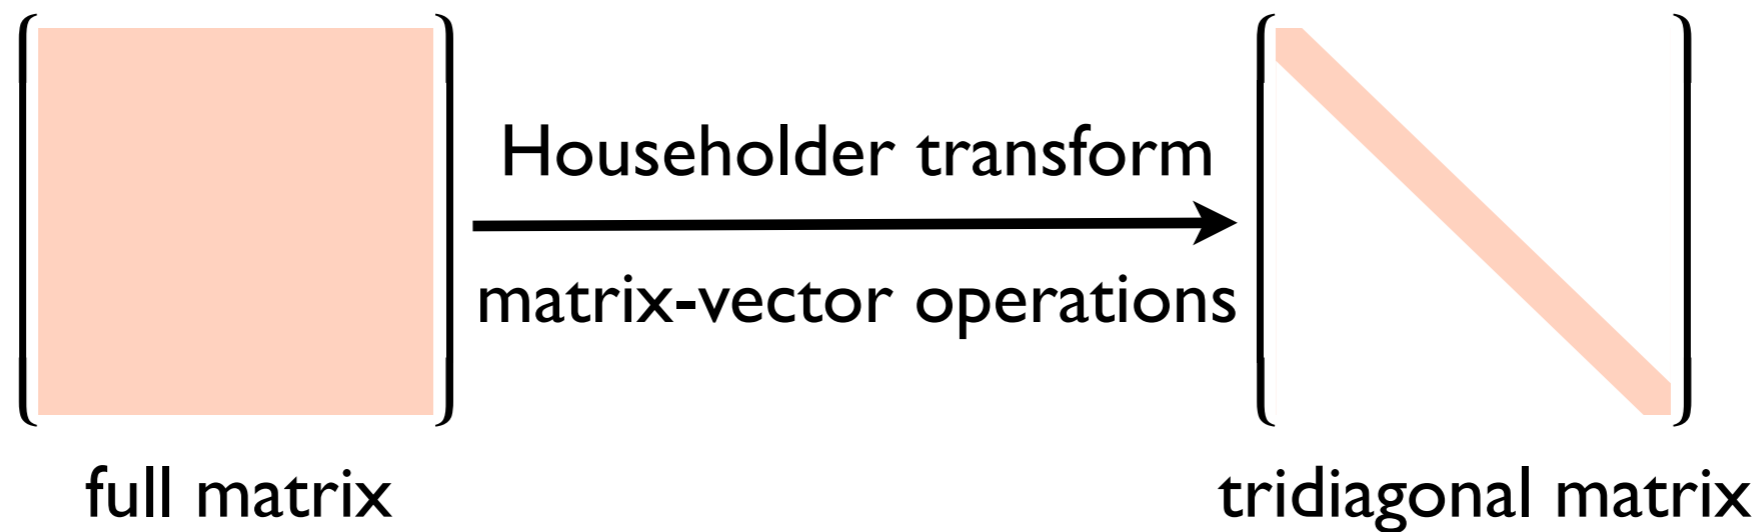 Householder transform
matrix-vector operations
full matrix
tridiagonal matrix